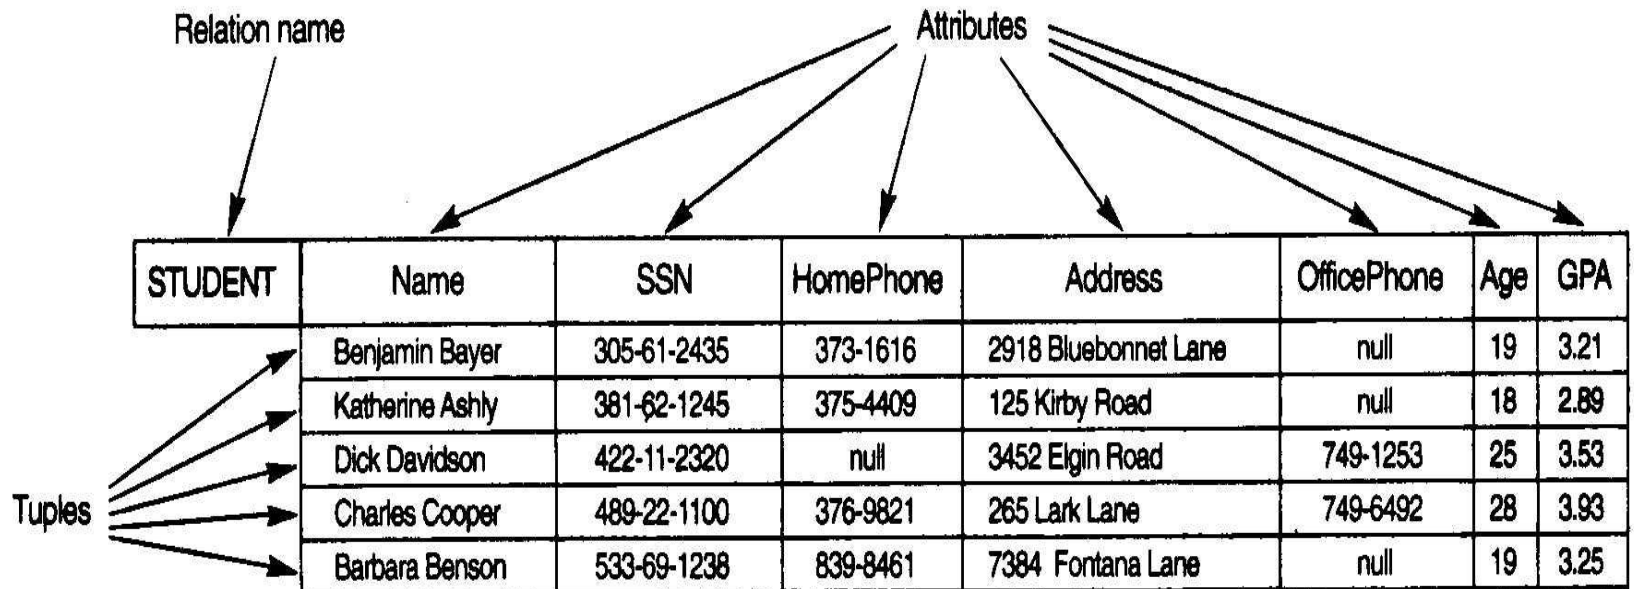 Relation name Attributes
STUDENT Name SSN HomePhone Address OfficePhone Age GPA
Benjamin Bayer 305-61-2435 373-1616 2918 Bluebonnet Lane null 19 3.21
Katherine Ashly 381-62-1245 375-4409 125 Kirby Road null 18 2.89
Dick Davidson 422-11-2320 null 3452 Elgin Road 749-1253 25 3.53
Tuples Charles Cooper 489-22-1100 376-9821 265 Lark Lane 749-6492 28 3.93
Barbara Benson 533-69-1238 839-8461 7384 Fontana Lane null 19 3.25